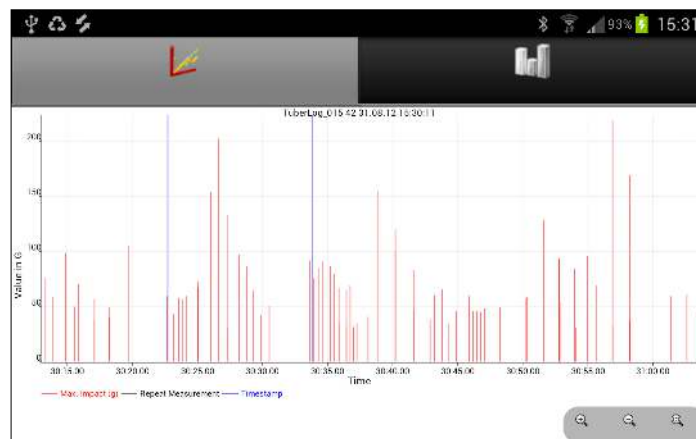 93% 15:31
TuberLog_015 42 31.08.12 15:30:11
200
150
100
50
0
Value in G
30:15:00 30:20:00 30:25:00 30:30:00 30:35:00 30:40:00 30:45:00 30:50:00 30:55:00 31:00:00
Time
Max. Impact (g) Repeat Measurement Timestamp